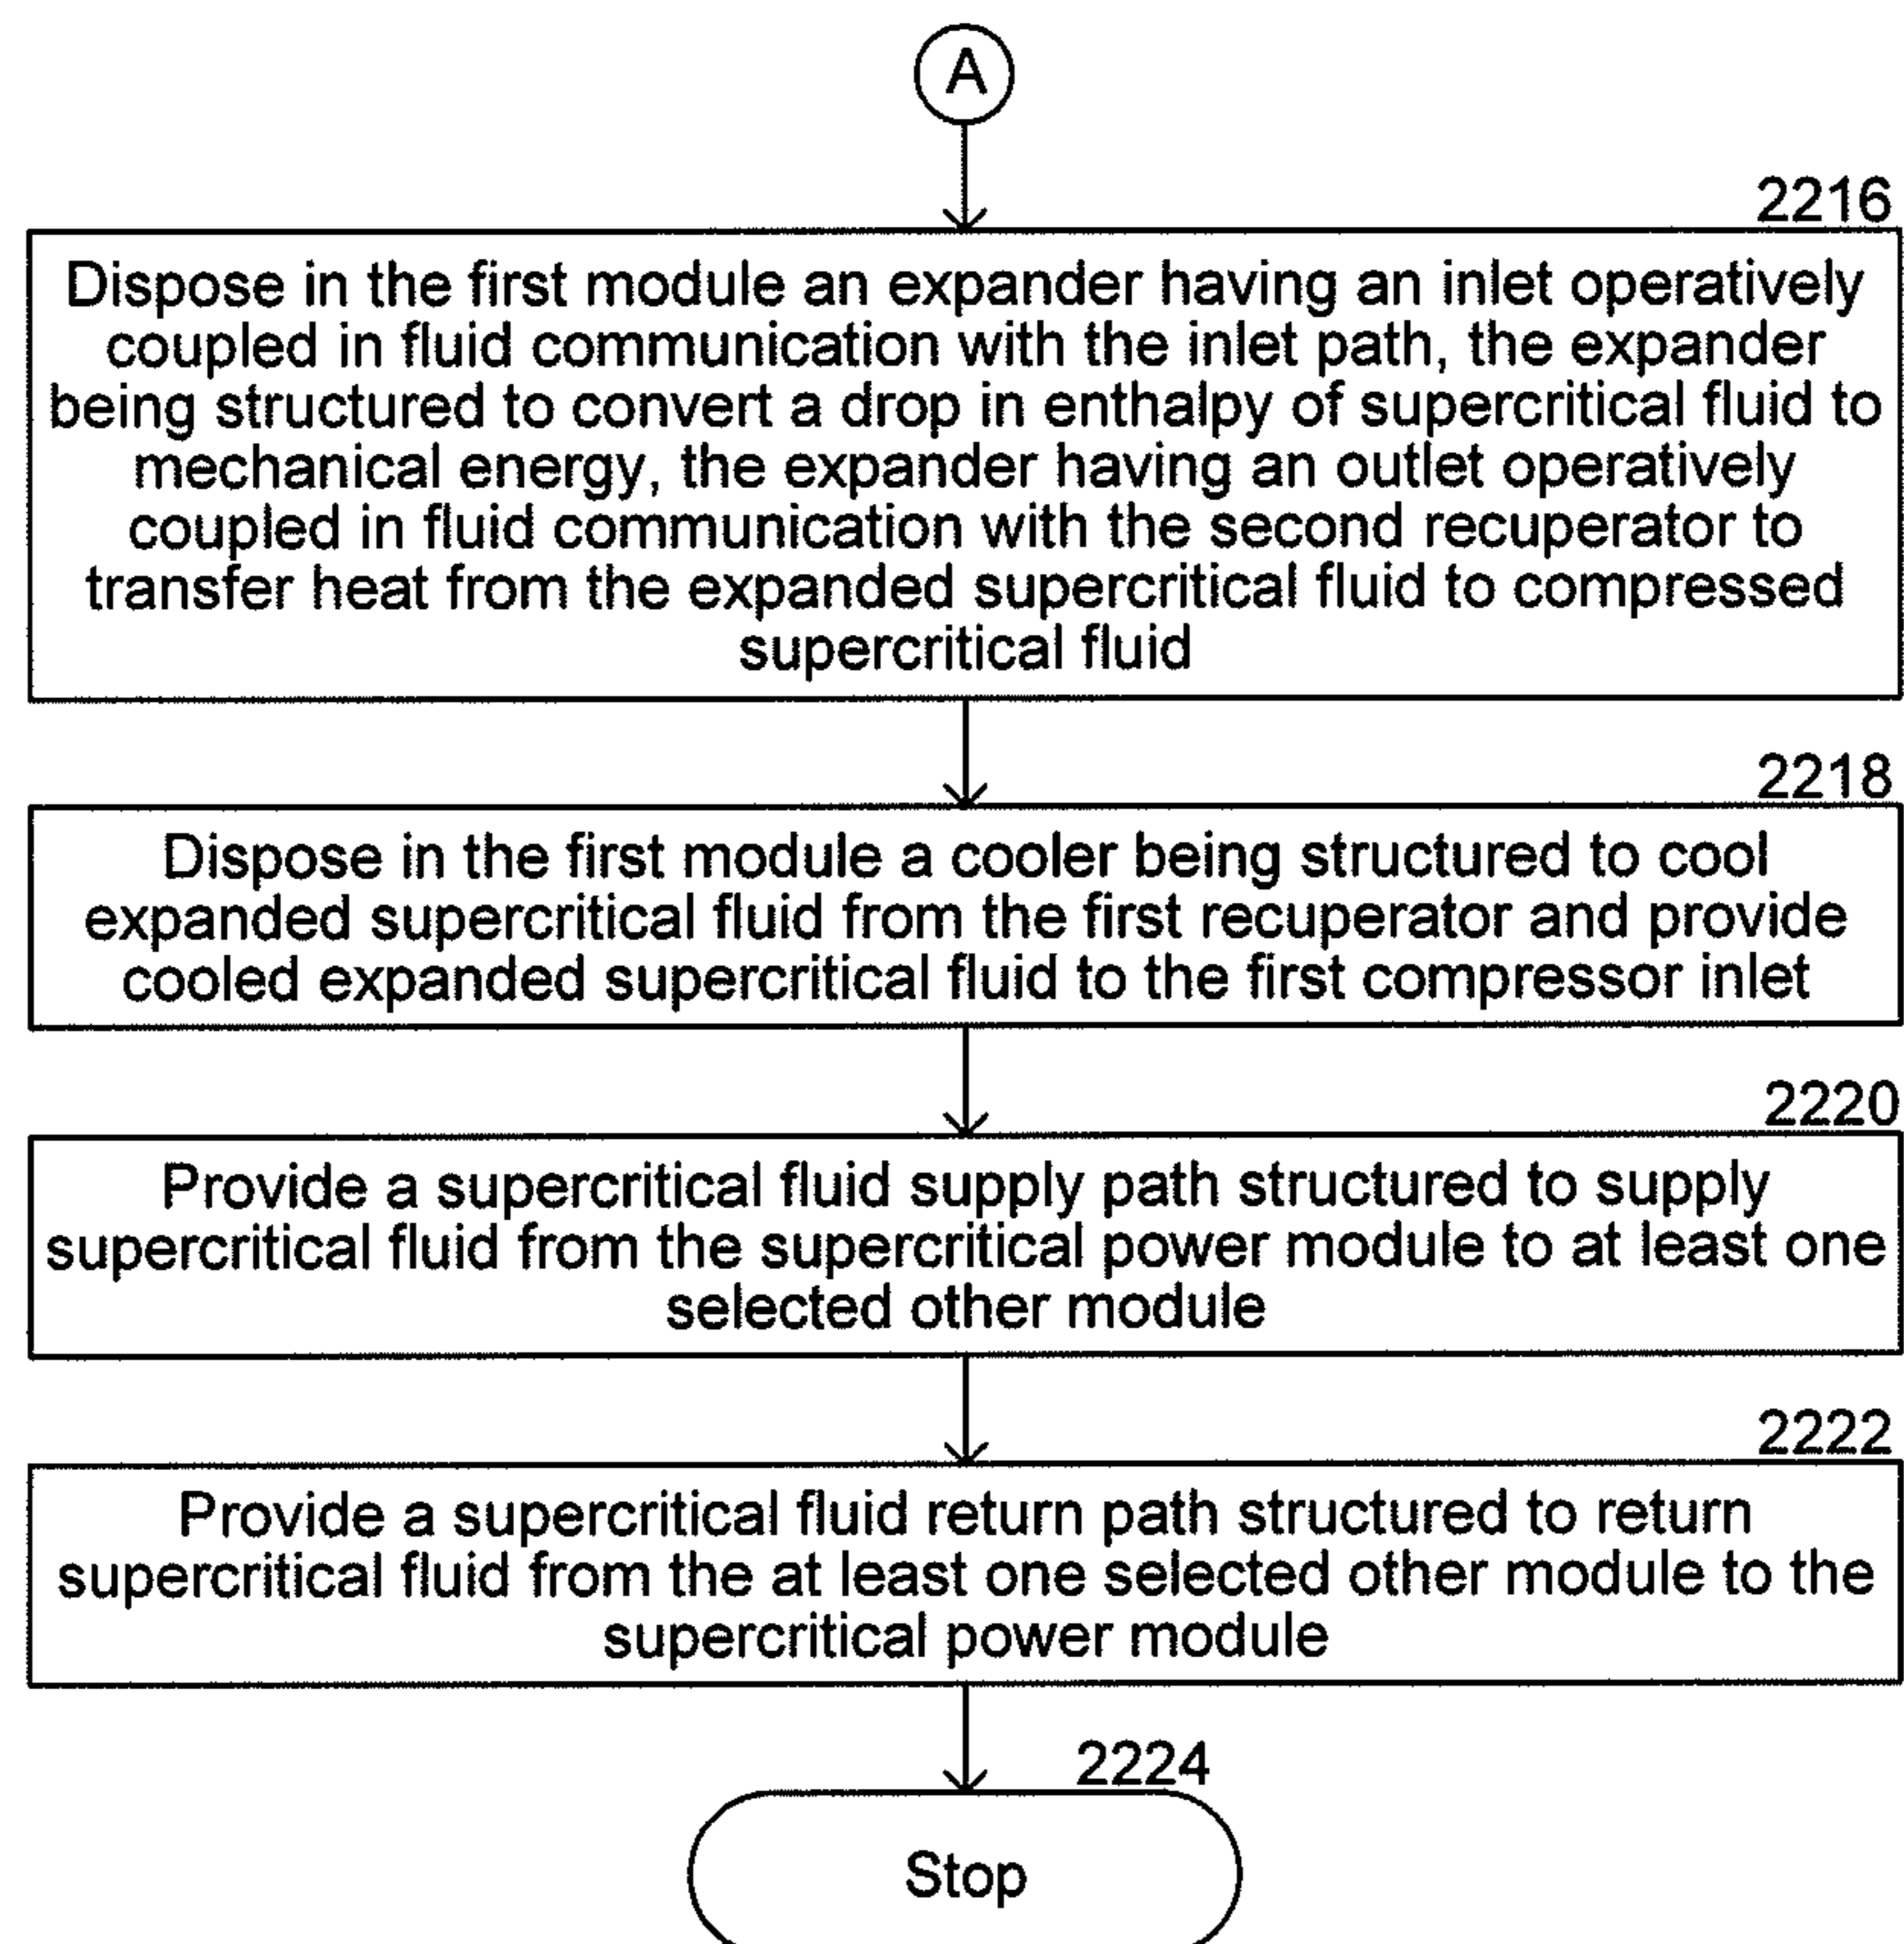 A
2216
Dispose in the first module an expander having an inlet operatively
coupled in fluid communication with the inlet path, the expander
being structured to convert a drop in enthalpy of supercritical fluid to
mechanical energy, the expander having an outlet operatively
coupled in fluid communication with the second recuperator to
transfer heat from the expanded supercritical fluid to compressed
supercritical fluid
2218
Dispose in the first module a cooler being structured to cool
expanded supercritical fluid from the first recuperator and provide
cooled expanded supercritical fluid to the first compressor inlet
2220
Provide a supercritical fluid supply path structured to supply
supercritical fluid from the supercritical power module to at least one
selected other module
2222
Provide a supercritical fluid return path structured to return
supercritical fluid from the at least one selected other module to the
supercritical power module
2224
Stop